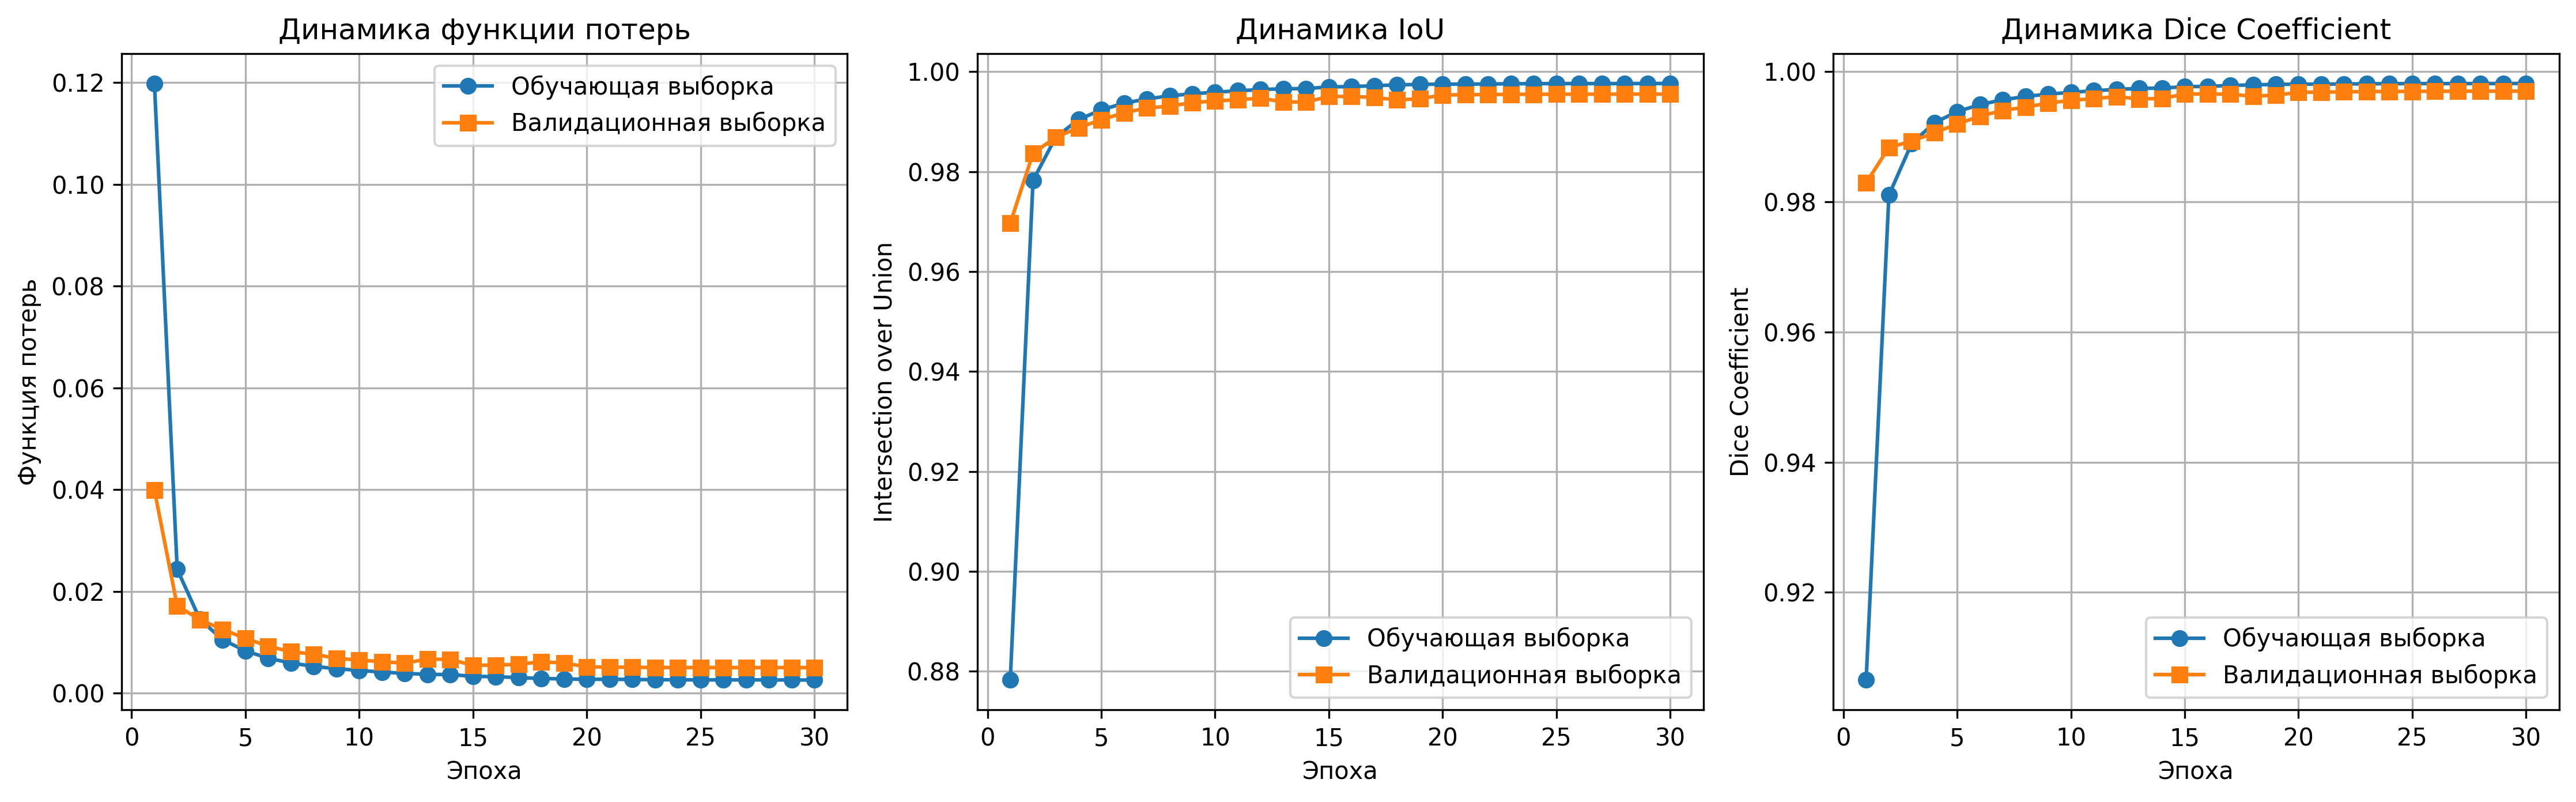 Динамика функции потерь
Функция потерь
0.12
0.10
0.08
0.06
0.04
0.02
0.00
Обучающая выборка
Валидационная выборка
0
5
10
15
20
25
30
Эпоха
Динамика IoU
Intersection over Union
1.00
0.98
0.96
0.94
0.92
0.90
0.88
Обучающая выборка
Валидационная выборка
0
5
10
15
20
25
30
Эпоха
Динамика Dice Coefficient
Dice Coefficient
1.00
0.98
0.96
0.94
0.92
Обучающая выборка
Валидационная выборка
0
5
10
15
20
25
30
Эпоха